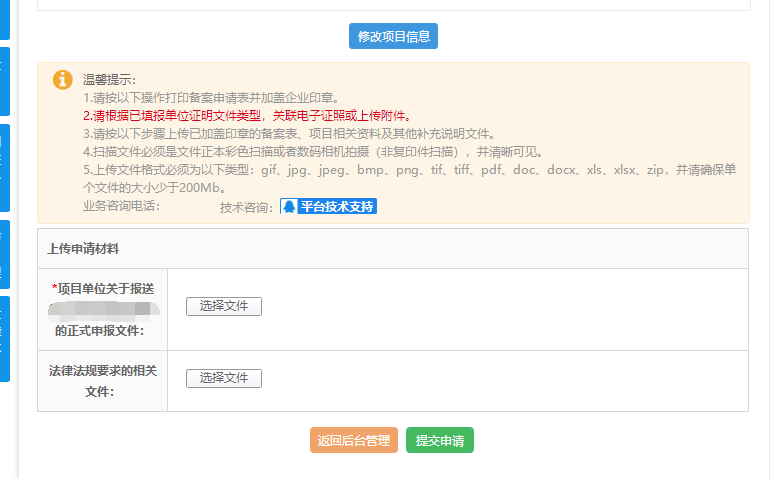 修改项目信息
温馨提示：
1.请按以下操作打印备案申请表并加盖企业印章。
2.请根据已填报单位证明文件类型，关联电子证照或上传附件。
3.请按以下步骤上传已加盖印章的备案表、项目相关资料及其他补充说明文件。
4.扫描文件必须是文件正本彩色扫描或者数码相机拍摄（非复印件扫描），并清晰可见。
5.上传文件格式必须为以下类型：gif、jpg、jpeg、bmp、png、tif、tiff、pdf、doc、docx、xls、xlsx、zip，并请确保单
个文件的大小少于200Mb。
业务咨询电话： 技术咨询： 平台技术支持
上传申请材料
*项目单位关于报送
的正式申报文件：
选择文件
法律法规要求的相关
文件：
选择文件
返回后台管理 提交申请